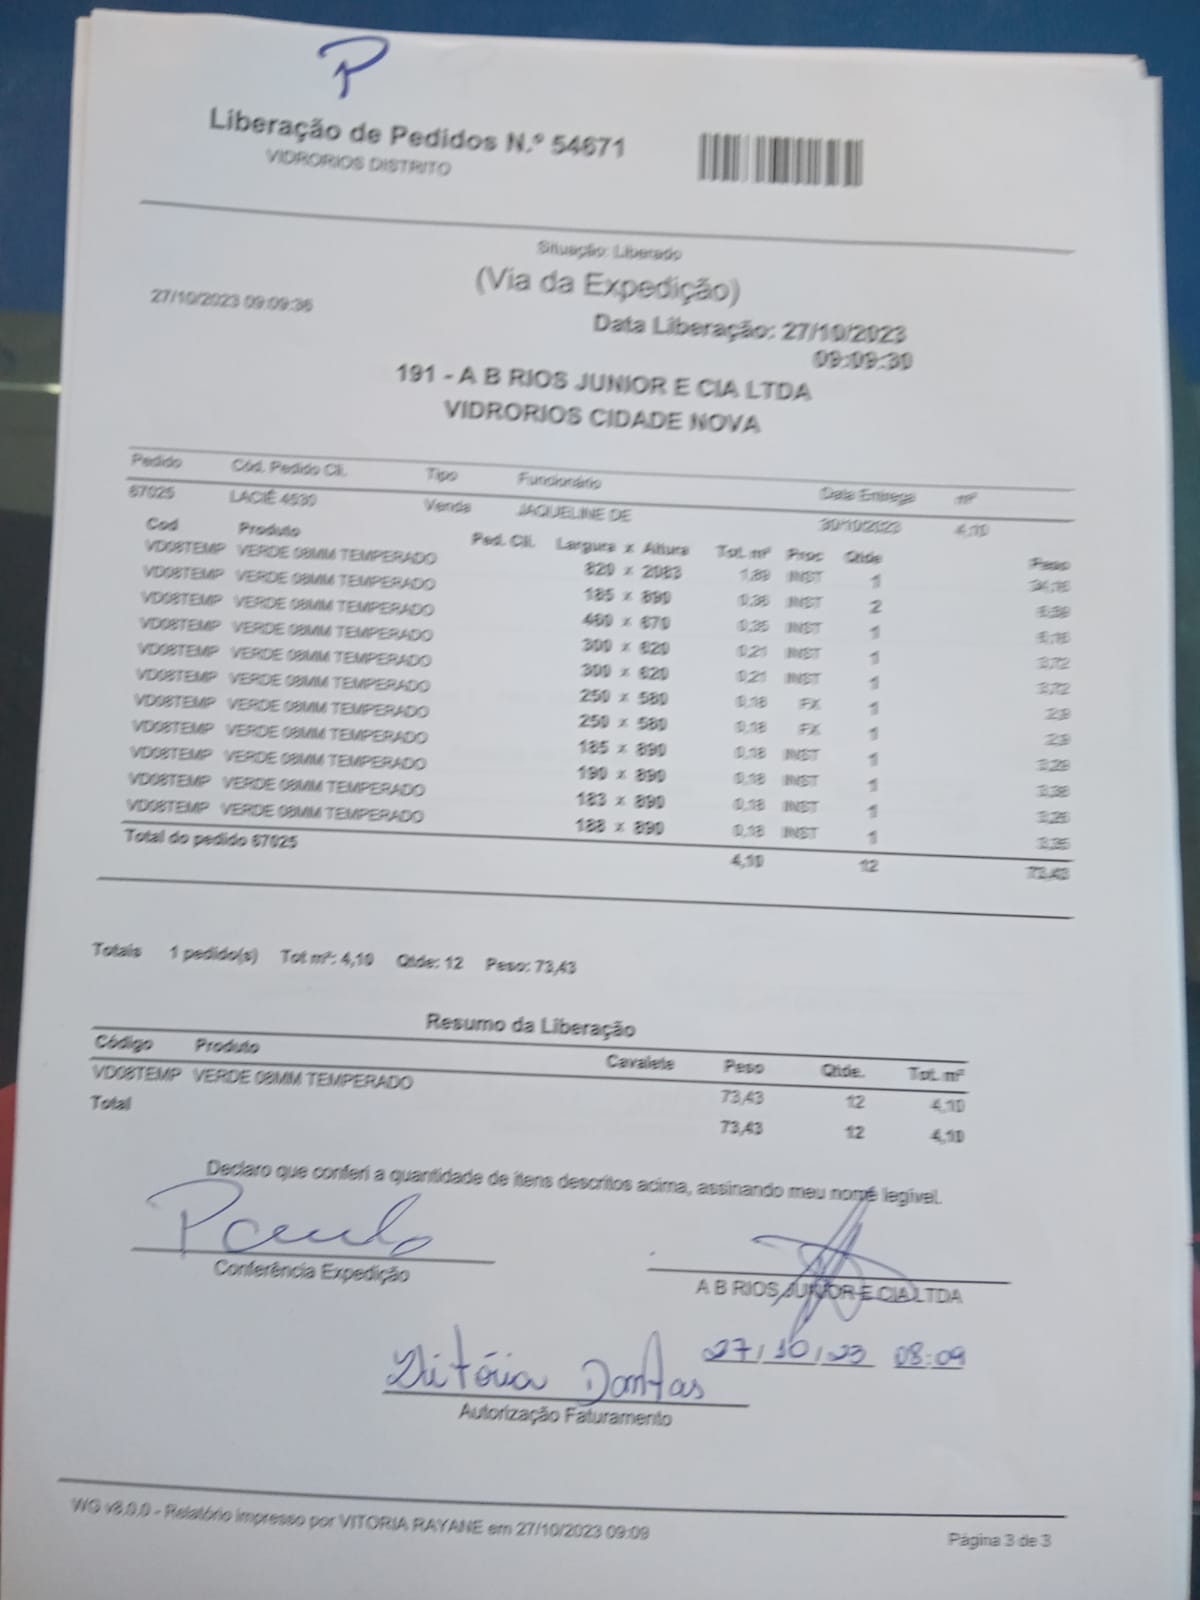 P
Liberação de Pedidos N.º 54671
VIDRORIOS DISTRITO
Situação: Liberado
(Via da Expedição)
27/10/2023 09:09:36
Data Liberação: 27/10/2023
09:09:30
191 - A B RIOS JUNIOR E CIA LTDA
VIDRORIOS CIDADE NOVA
Pedido Cód. Pedido Cli. Tipo Funcionário Data Entrega m²
67025 LACIÊ 4530 Venda JAQUELINE DE 30/10/2023 4,10
Cod Produto Ped. Cli. Largura x Altura Tot. m² Proc Qtde Peso
VD08TEMP VERDE 08MM TEMPERADO 820 x 2083 1,89 INST 1
VD08TEMP VERDE 08MM TEMPERADO 185 x 890 0,36 INST 2
VD08TEMP VERDE 08MM TEMPERADO 460 x 670 0,35 INST 1
VD08TEMP VERDE 08MM TEMPERADO 300 x 620 0,21 INST 1 3,72
VD08TEMP VERDE 08MM TEMPERADO 300 x 620 0,21 INST 1 3,72
VD08TEMP VERDE 08MM TEMPERADO 250 x 580 0,18 FX 1 2,9
VD08TEMP VERDE 08MM TEMPERADO 250 x 580 0,18 FX 1 2,9
VD08TEMP VERDE 08MM TEMPERADO 185 x 890 0,18 INST 1
VD08TEMP VERDE 08MM TEMPERADO 190 x 890 0,18 INST 1
VD08TEMP VERDE 08MM TEMPERADO 183 x 890 0,18 INST 1
VD08TEMP VERDE 08MM TEMPERADO 188 x 890 0,18 INST 1
Total do pedido 67025 4,10 12 73,43
Totais 1 pedido(s) Tot m²: 4,10 Qtde: 12 Peso: 73,43
Resumo da Liberação
Código Produto Cavalete Peso Qtde. Tot. m²
VD08TEMP VERDE 08MM TEMPERADO 73,43 12 4,10
Total 73,43 12 4,10
Declaro que conferi a quantidade de itens descritos acima, assinando meu nome legível.
Paulo
Conferência Expedição
A B RIOS JUNIOR E CIA LTDA
27/10/23 08:09
Vitória Dantas
Autorização Faturamento
WG v8.0.0 - Relatório impresso por VITORIA RAYANE em 27/10/2023 09:09
Página 3 de 3